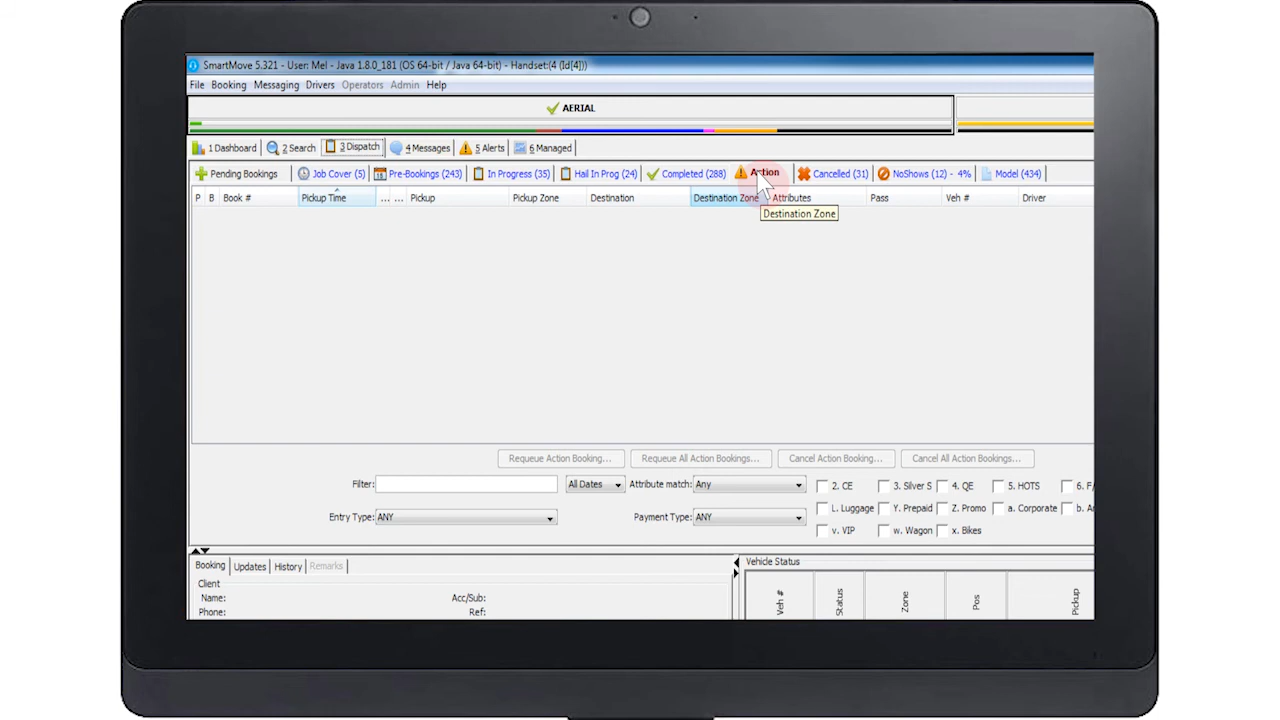 SmartMove 5.321 - User: Mel - Java 1.8.0_181 (OS 64-bit / Java 64-bit) - Handset:(4 (Id[4]))
File Booking Messaging Drivers Operators Admin Help
AERIAL
1 Dashboard 2 Search 3 Dispatch 4 Messages 5 Alerts 6 Managed
Pending Bookings Job Cover (5) Pre-Bookings (243) In Progress (35) Hail In Prog (24) Completed (288) Action Cancelled (31) NoShows (12) - 4% Model (434)
P B Book # Pickup Time ... ... Pickup Pickup Zone Destination Destination Zone Attributes Pass Veh # Driver
Destination Zone
Requeue Action Booking... Requeue All Action Bookings... Cancel Action Booking... Cancel All Action Bookings...
Filter: All Dates Attribute match: Any 2. CE 3. Silver S 4. QE 5. HOTS 6. F/
L. Luggage Y. Prepaid Z. Promo a. Corporate b. A
Entry Type: ANY Payment Type: ANY
v. VIP w. Wagon x. Bikes
Booking Updates History Remarks Vehicle Status
Client
Name: Acc/Sub:
Phone: Ref:
Veh # Status Zone Pos Pickup